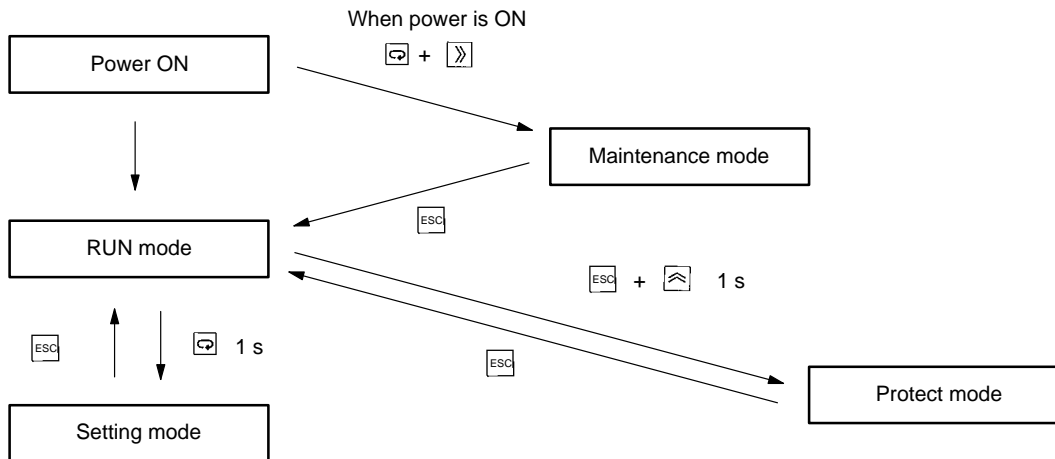 When power is ON
Power ON
+
Maintenance mode
ESC
RUN mode
ESC + 1 s
ESC
1 s
ESC
Protect mode
Setting mode